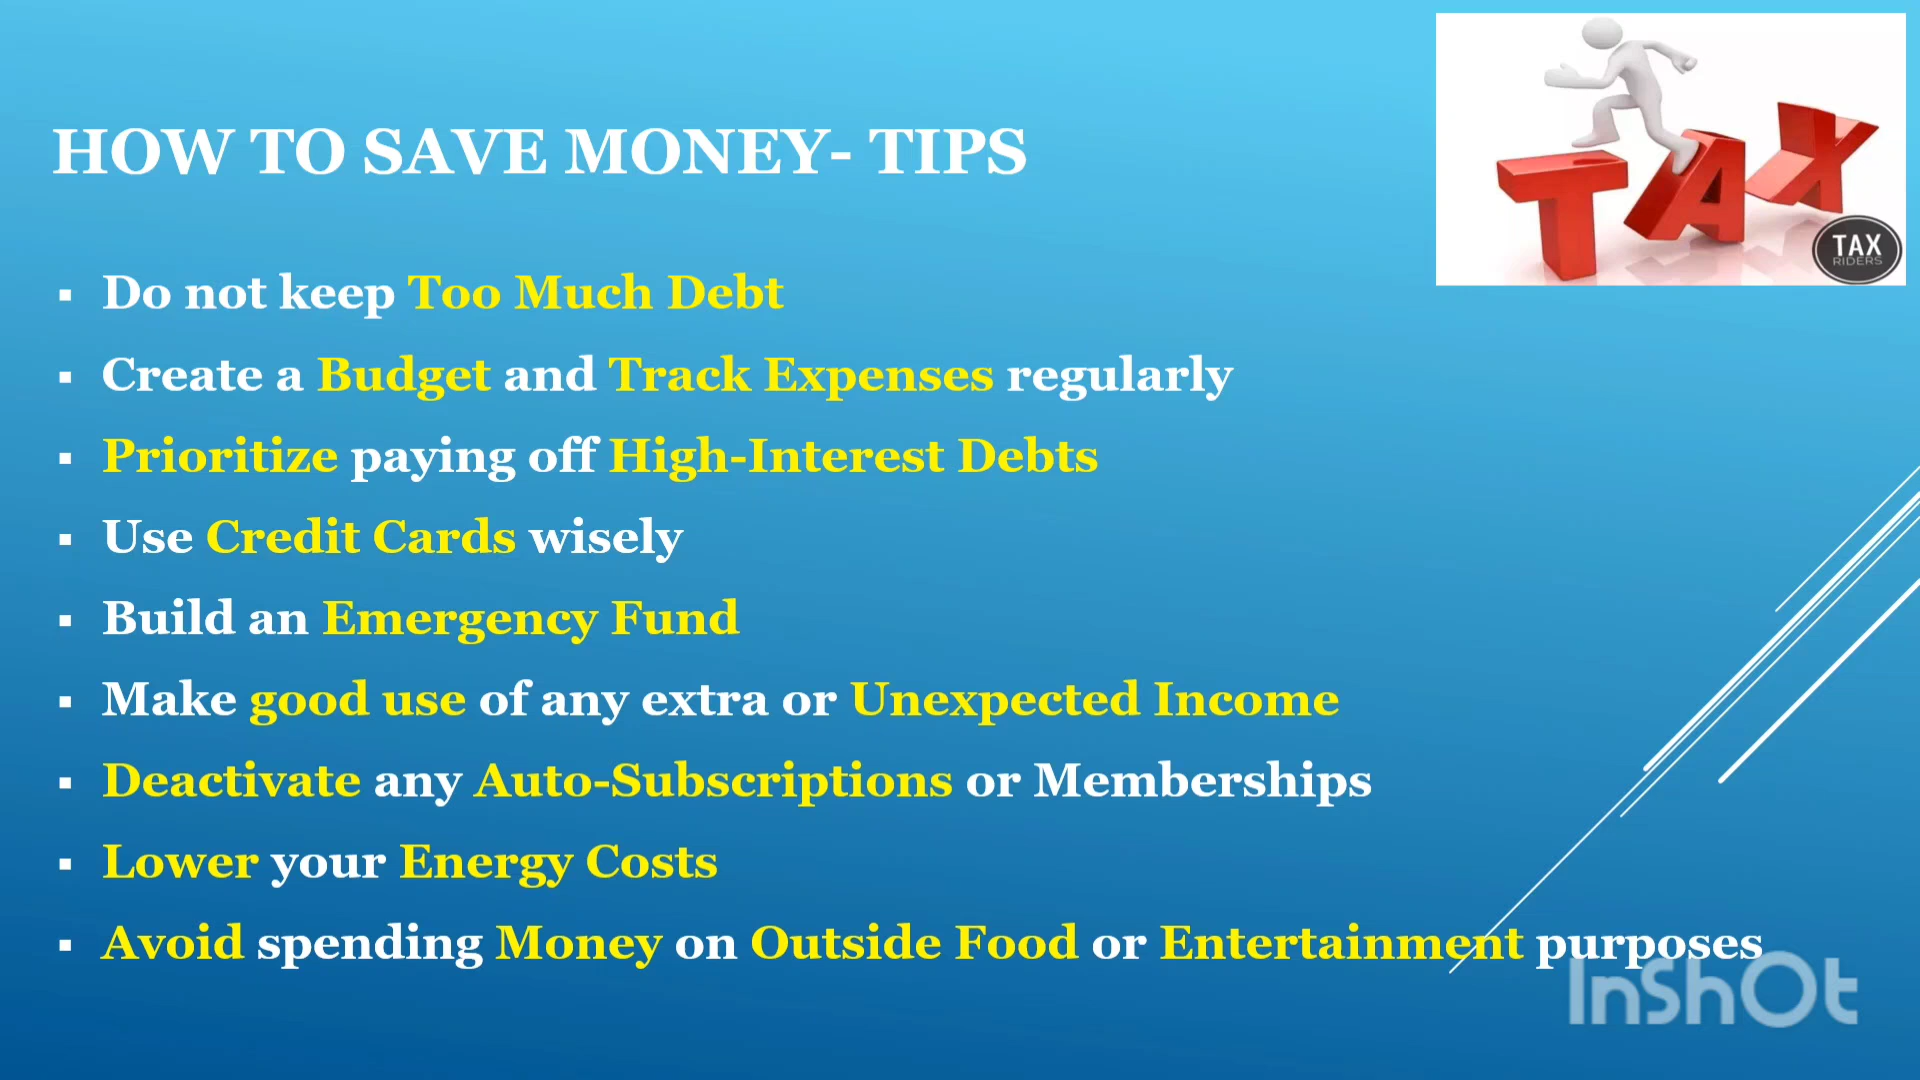 TAX
TAX
RIDERS
HOW TO SAVE MONEY- TIPS
▪ Do not keep Too Much Debt
▪ Create a Budget and Track Expenses regularly
▪ Prioritize paying off High-Interest Debts
▪ Use Credit Cards wisely
▪ Build an Emergency Fund
▪ Make good use of any extra or Unexpected Income
▪ Deactivate any Auto-Subscriptions or Memberships
▪ Lower your Energy Costs
▪ Avoid spending Money on Outside Food or Entertainment purposes
InShOt